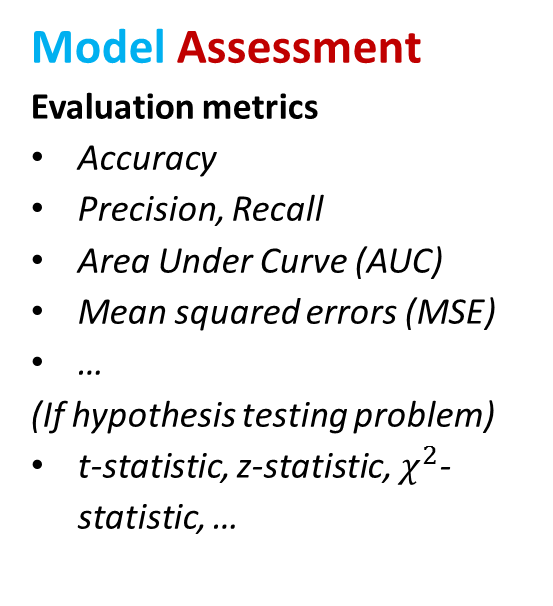 Model Assessment
Evaluation metrics
• Accuracy
• Precision, Recall
• Area Under Curve (AUC)
• Mean squared errors (MSE)
• …
(If hypothesis testing problem)
• t-statistic, z-statistic, χ²-
statistic, …